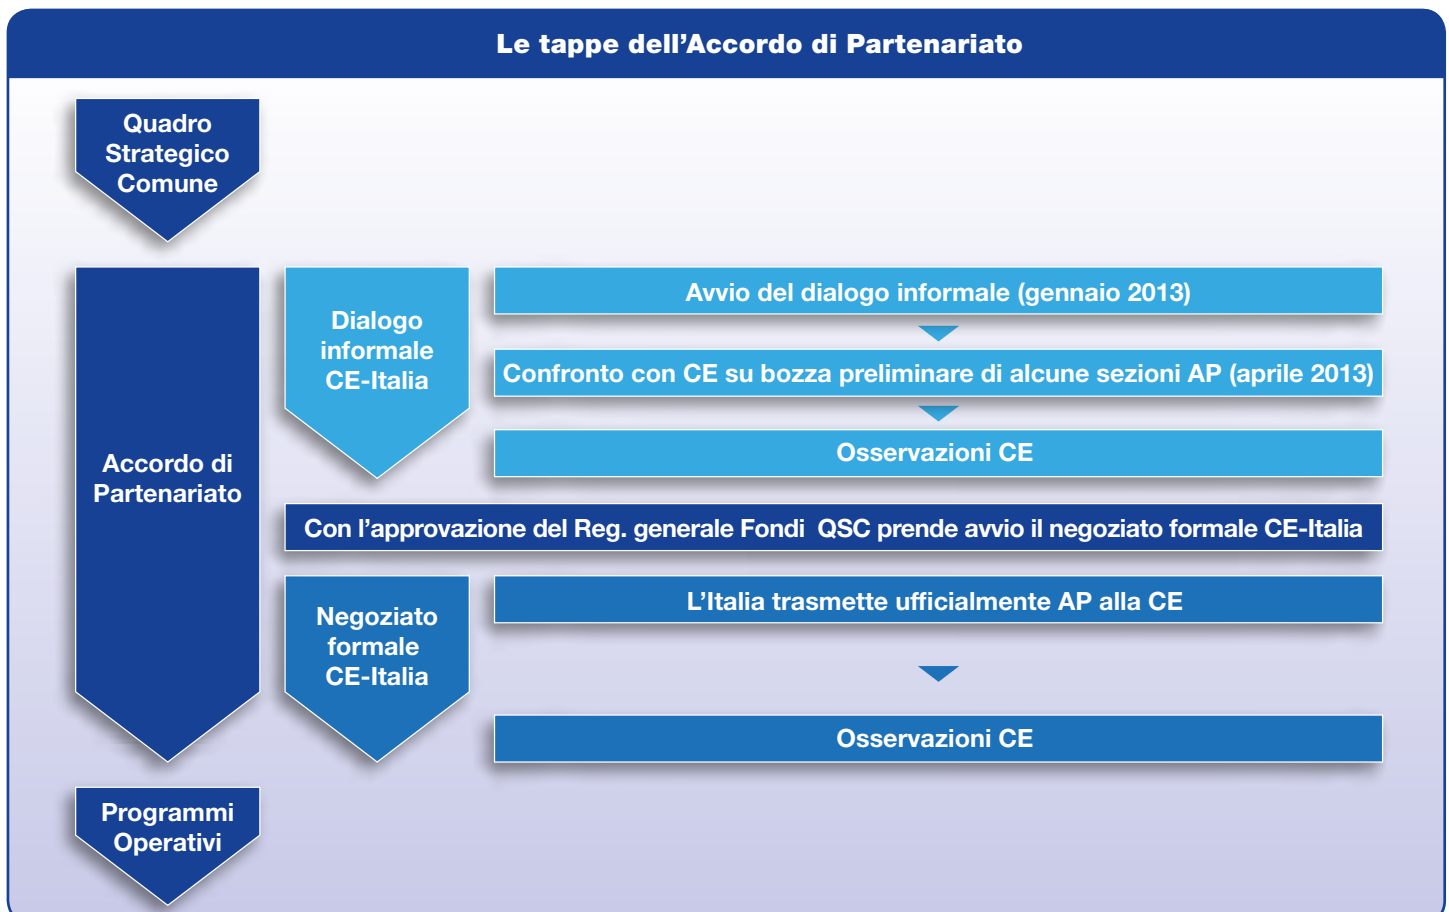 Le tappe dell’Accordo di Partenariato
Quadro
Strategico
Comune
Accordo di
Partenariato
Dialogo
informale
CE-Italia
Avvio del dialogo informale (gennaio 2013)
Confronto con CE su bozza preliminare di alcune sezioni AP (aprile 2013)
Osservazioni CE
Con l’approvazione del Reg. generale Fondi QSC prende avvio il negoziato formale CE-Italia
Negoziato
formale
CE-Italia
L’Italia trasmette ufficialmente AP alla CE
Osservazioni CE
Programmi
Operativi